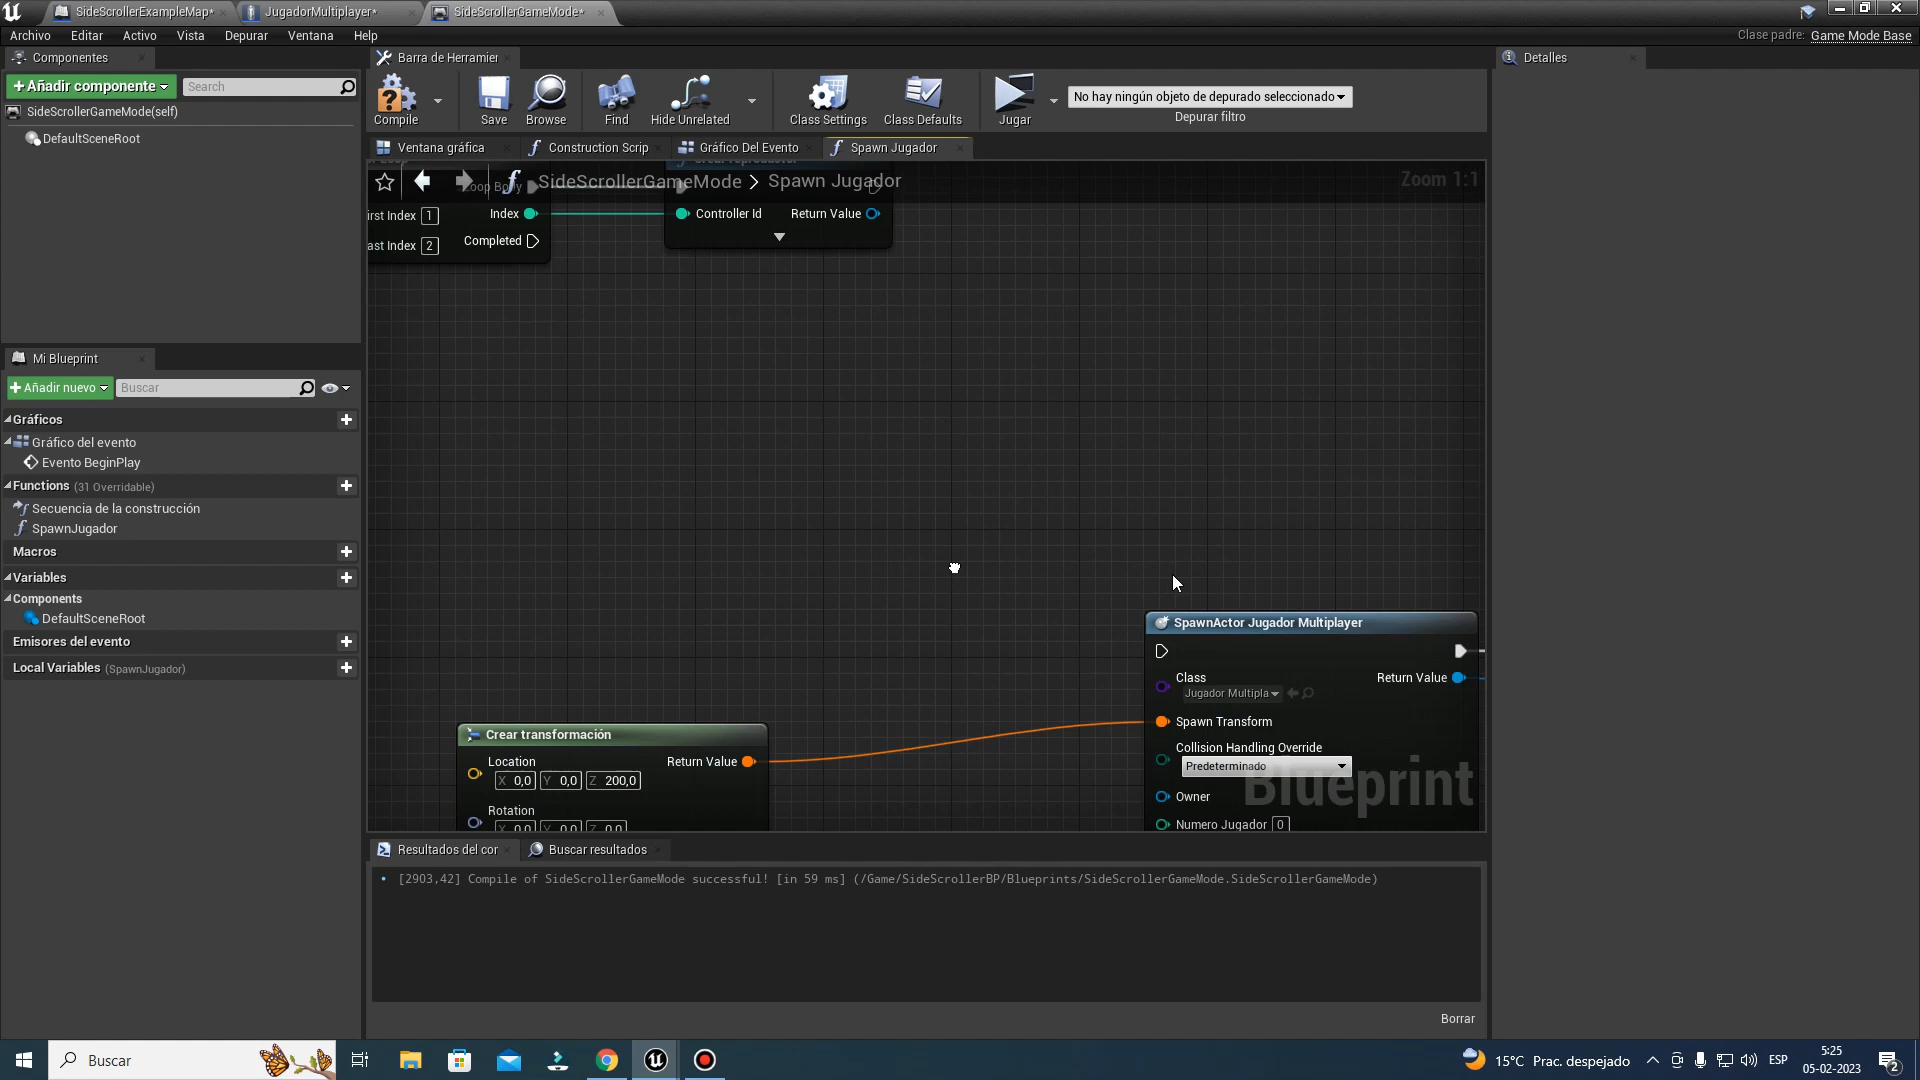 SideScrollerExampleMap*
JugadorMultiplayer*
SideScrollerGameMode*
Archivo Editar Activo Vista Depurar Ventana Help
Clase padre: Game Mode Base
Componentes
+ Añadir componente
Search
SideScrollerGameMode(self)
DefaultSceneRoot
Barra de Herramier
Compile
Save
Browse
Find
Hide Unrelated
Class Settings
Class Defaults
Jugar
No hay ningún objeto de depurado seleccionado
Depurar filtro
Detalles
Ventana gráfica
Construction Scrip
Gráfico Del Evento
Spawn Jugador
SideScrollerGameMode > Spawn Jugador
Zoom 1:1
Loop Body
irst Index 1
Index
ast Index 2
Completed
Controller Id
Return Value
Mi Blueprint
+ Añadir nuevo
Buscar
Gráficos
Gráfico del evento
Evento BeginPlay
Functions (31 Overridable)
Secuencia de la construcción
SpawnJugador
Macros
Variables
Components
DefaultSceneRoot
Emisores del evento
Local Variables (SpawnJugador)
SpawnActor Jugador Multiplayer
Class
Jugador Multipla
Return Value
Spawn Transform
Collision Handling Override
Predeterminado
Owner
Numero Jugador 0
Blueprint
Crear transformación
Location
X 0,0 Y 0,0 Z 200,0
Return Value
Rotation
X 0,0 Y 0,0 Z 0,0
Resultados del cor
Buscar resultados
[2903,42] Compile of SideScrollerGameMode successful! [in 59 ms] (/Game/SideScrollerBP/Blueprints/SideScrollerGameMode.SideScrollerGameMode)
Borrar
Buscar
15°C Prac. despejado
ESP
5:25
05-02-2023
2